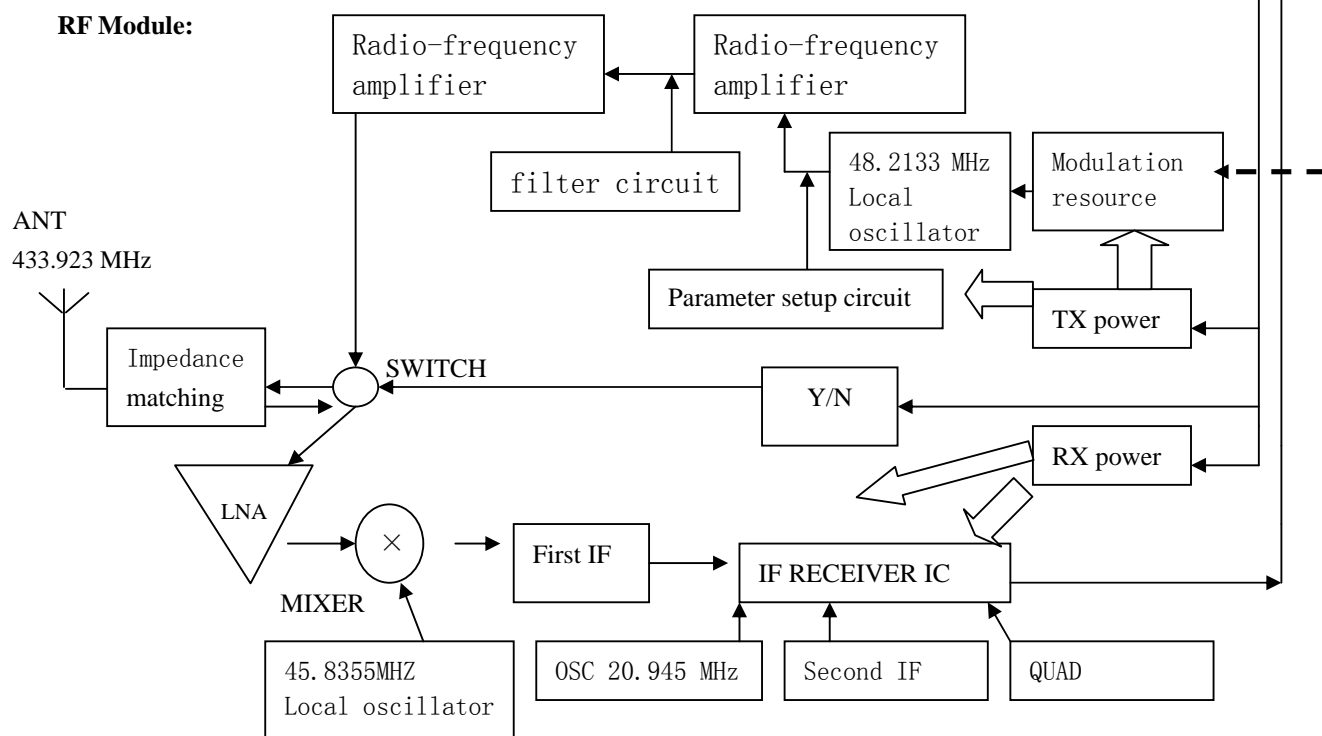 RF Module:
Radio-frequency
amplifier
Radio-frequency
amplifier
filter circuit
48.2133 MHz
Local
oscillator
Modulation
resource
ANT
433.923 MHz
Parameter setup circuit
TX power
Impedance
matching
SWITCH
Y/N
RX power
LNA
×
First IF
IF RECEIVER IC
MIXER
45.8355MHZ
Local oscillator
OSC 20.945 MHz
Second IF
QUAD